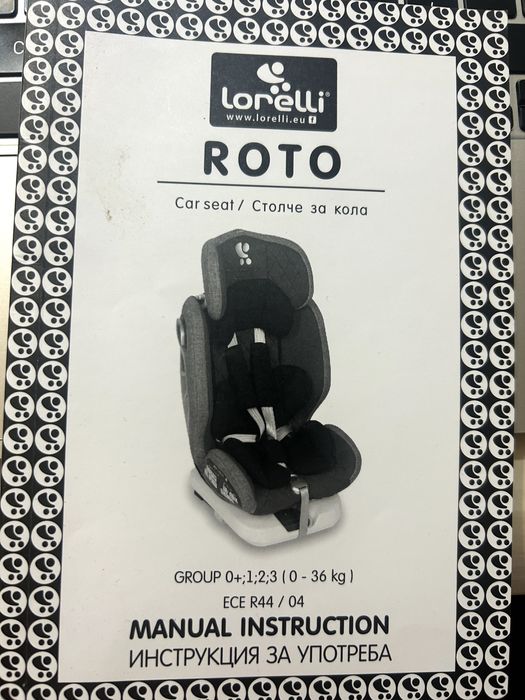 lorelli®
www.lorelli.eu f
ROTO
Car seat / Столче за кола
GROUP 0+;1;2;3 ( 0 - 36 kg )
ECE R44 / 04
MANUAL INSTRUCTION
ИНСТРУКЦИЯ ЗА УПОТРЕБА